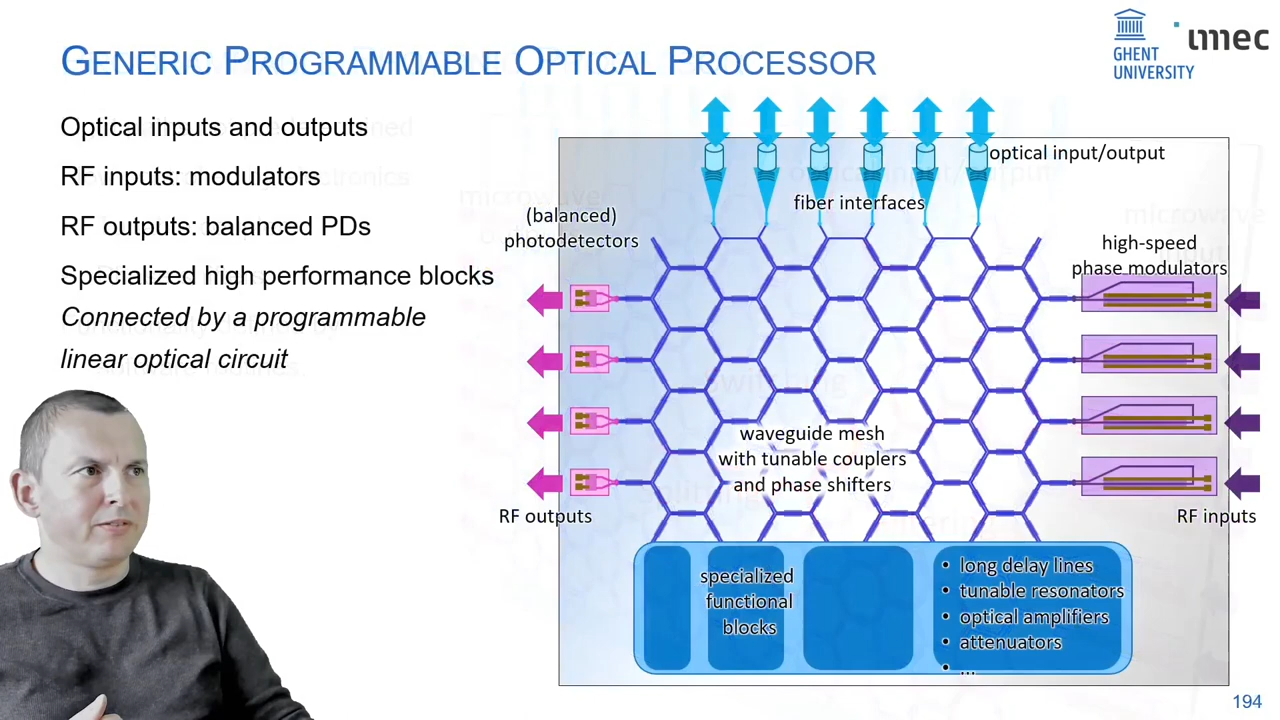 GENERIC PROGRAMMABLE OPTICAL PROCESSOR
GHENT
UNIVERSITY
imec
Optical inputs and outputs
RF inputs: modulators
RF outputs: balanced PDs
Specialized high performance blocks
Connected by a programmable
linear optical circuit
optical input/output
fiber interfaces
(balanced)
photodetectors
high-speed
phase modulators
waveguide mesh
with tunable couplers
and phase shifters
RF outputs
RF inputs
specialized
functional
blocks
• long delay lines
• tunable resonators
• optical amplifiers
• attenuators
• ...
194